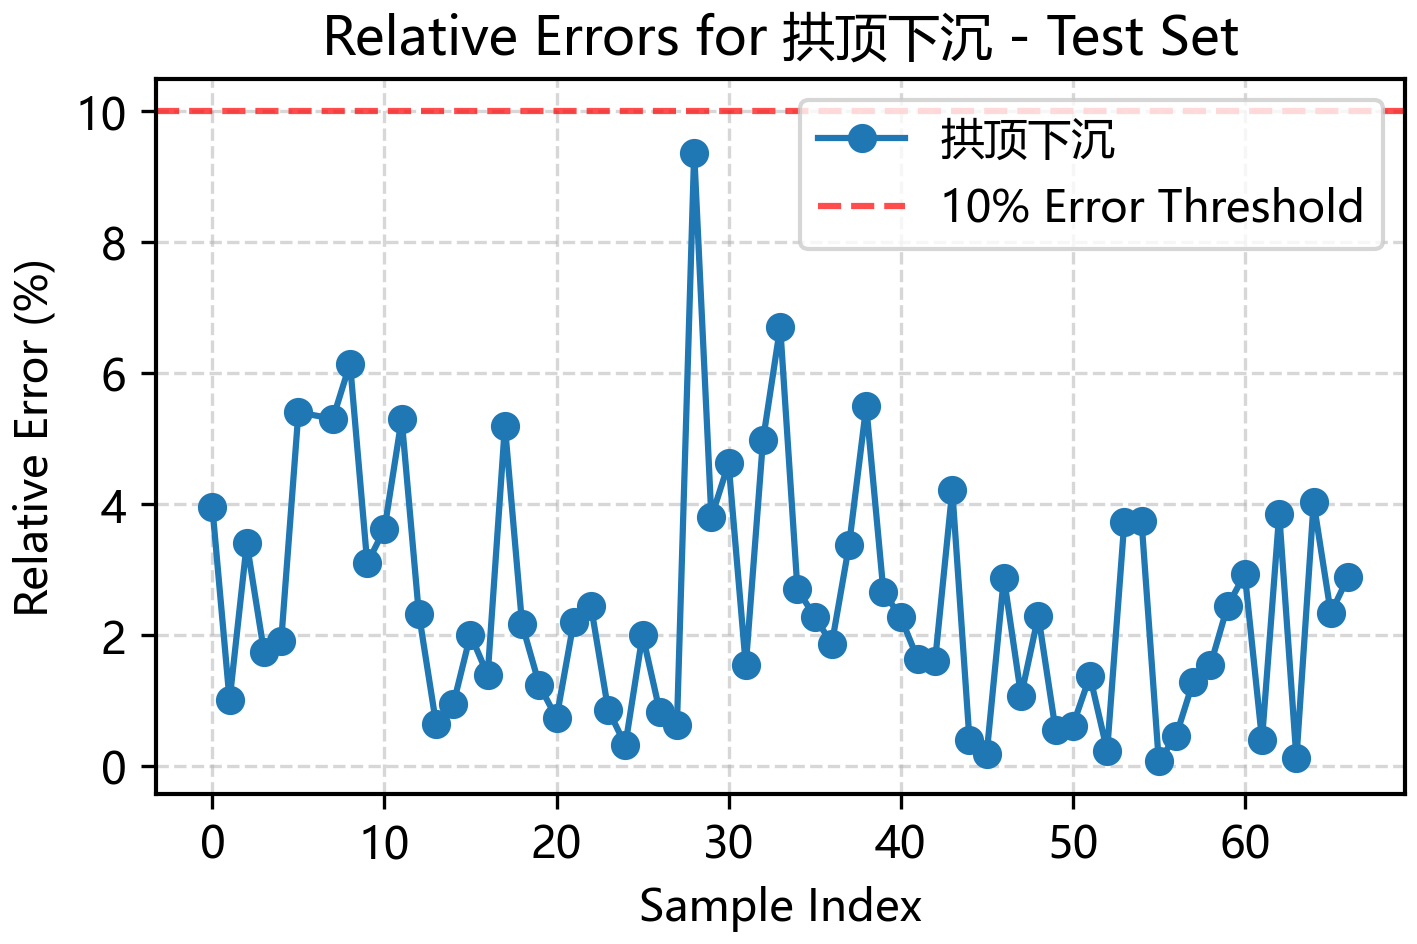 Relative Errors for 拱顶下沉 - Test Set
拱顶下沉
10% Error Threshold
Relative Error (%)
10
8
6
4
2
0
0 10 20 30 40 50 60
Sample Index